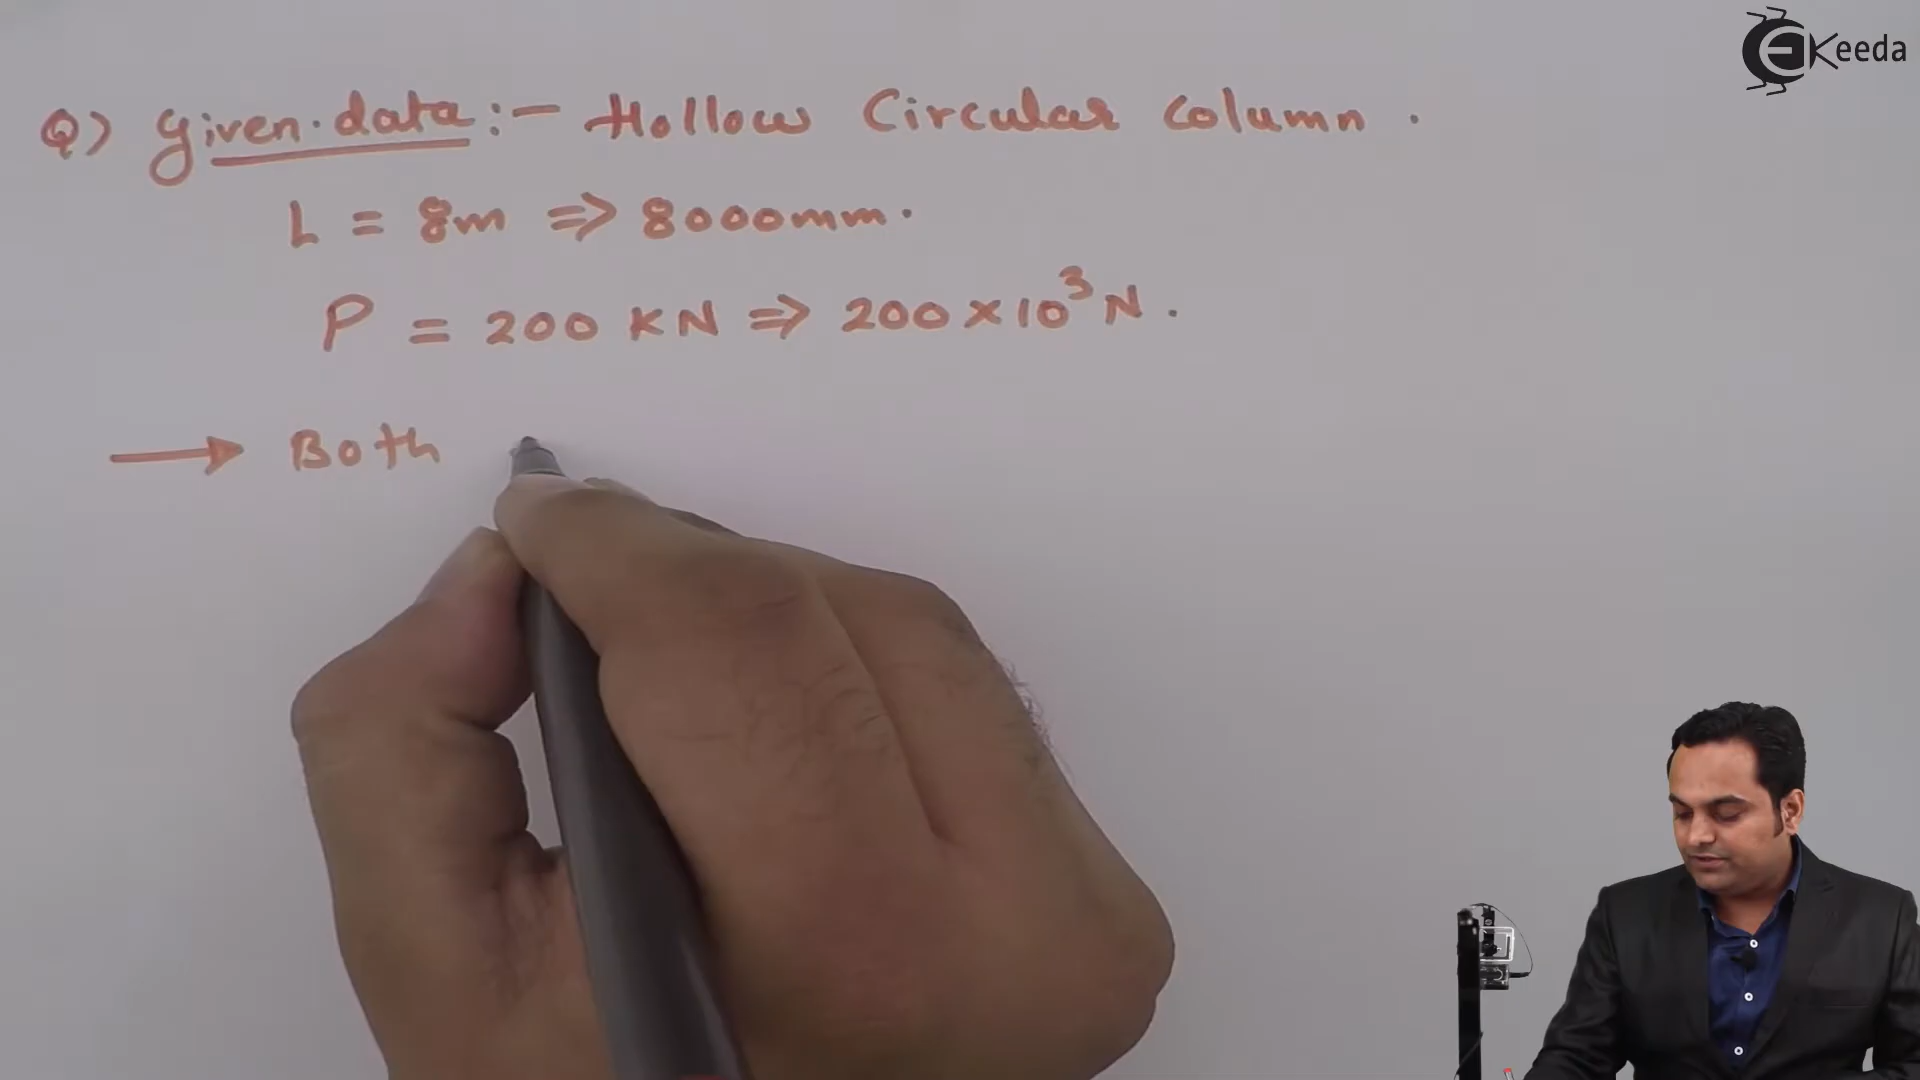 Keeda
Q) Given data :- Hollow Circular column.
L = 8m => 8000mm.
P = 200 KN => 200 x 10³ N.
→ Both